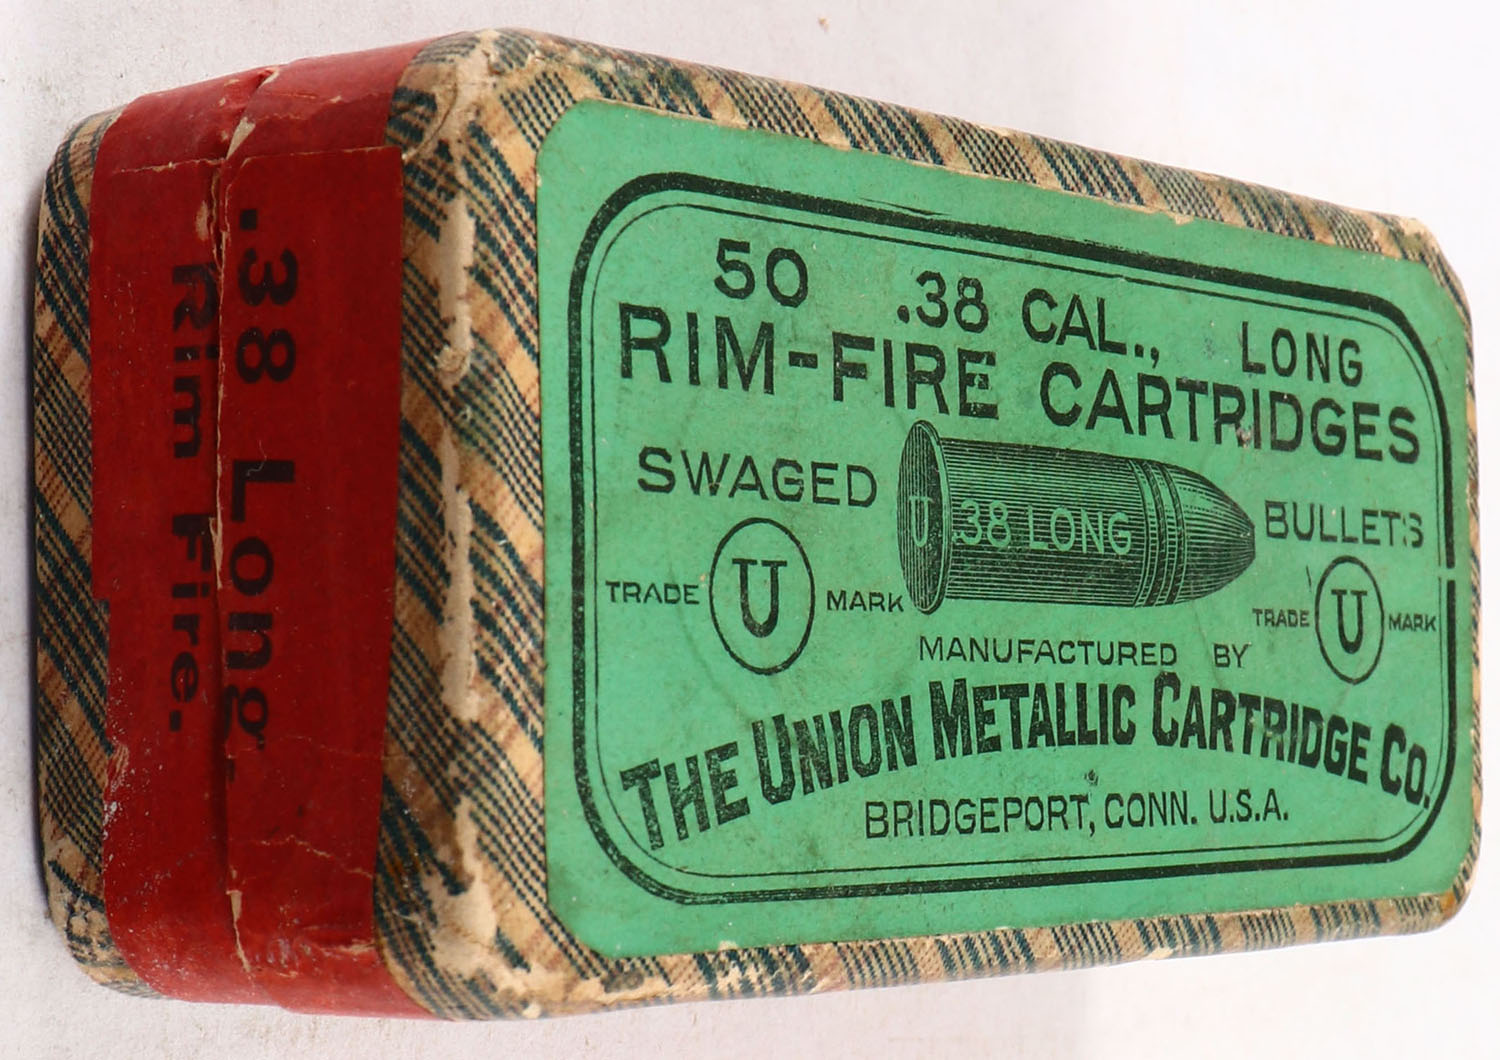 50 .38 CAL., LONG
RIM-FIRE CARTRIDGES
SWAGED BULLETS
U .38 LONG
TRADE U MARK
TRADE U MARK
MANUFACTURED BY
THE UNION METALLIC CARTRIDGE CO.
BRIDGEPORT, CONN. U.S.A.
.38 Long
Rim Fire.